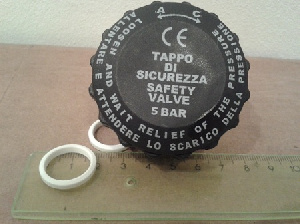 A C
CE
TAPPO
DI
SICUREZZA
SAFETY
VALVE
5 BAR
LOOSEN AND WAIT RELIEF OF THE PRESSURE
ALLENTARE E ATTENDERE LO SCARICO DELLA PRESSIONE